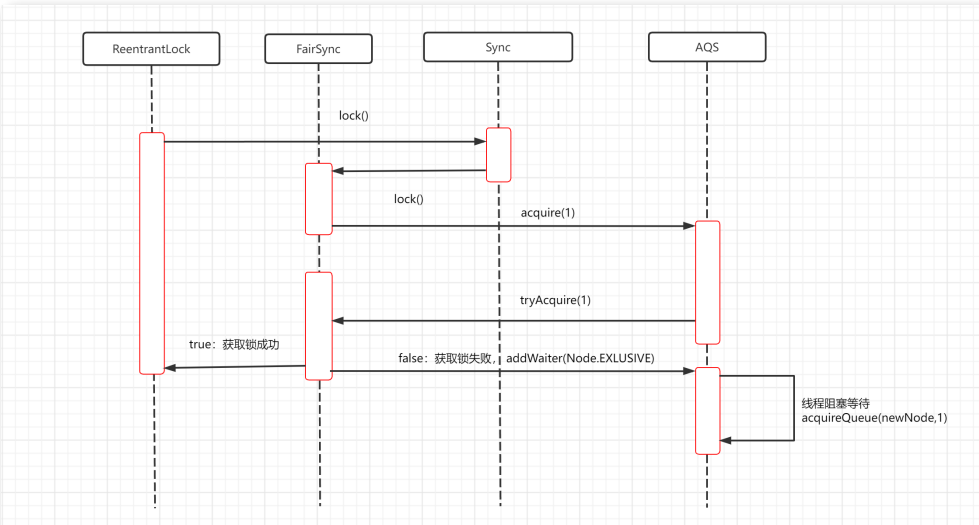 ReentrantLock
FairSync
Sync
AQS
lock()
lock()
acquire(1)
tryAcquire(1)
true：获取锁成功
false：获取锁失败， addWaiter(Node.EXLUSIVE)
线程阻塞等待
acquireQueue(newNode,1)